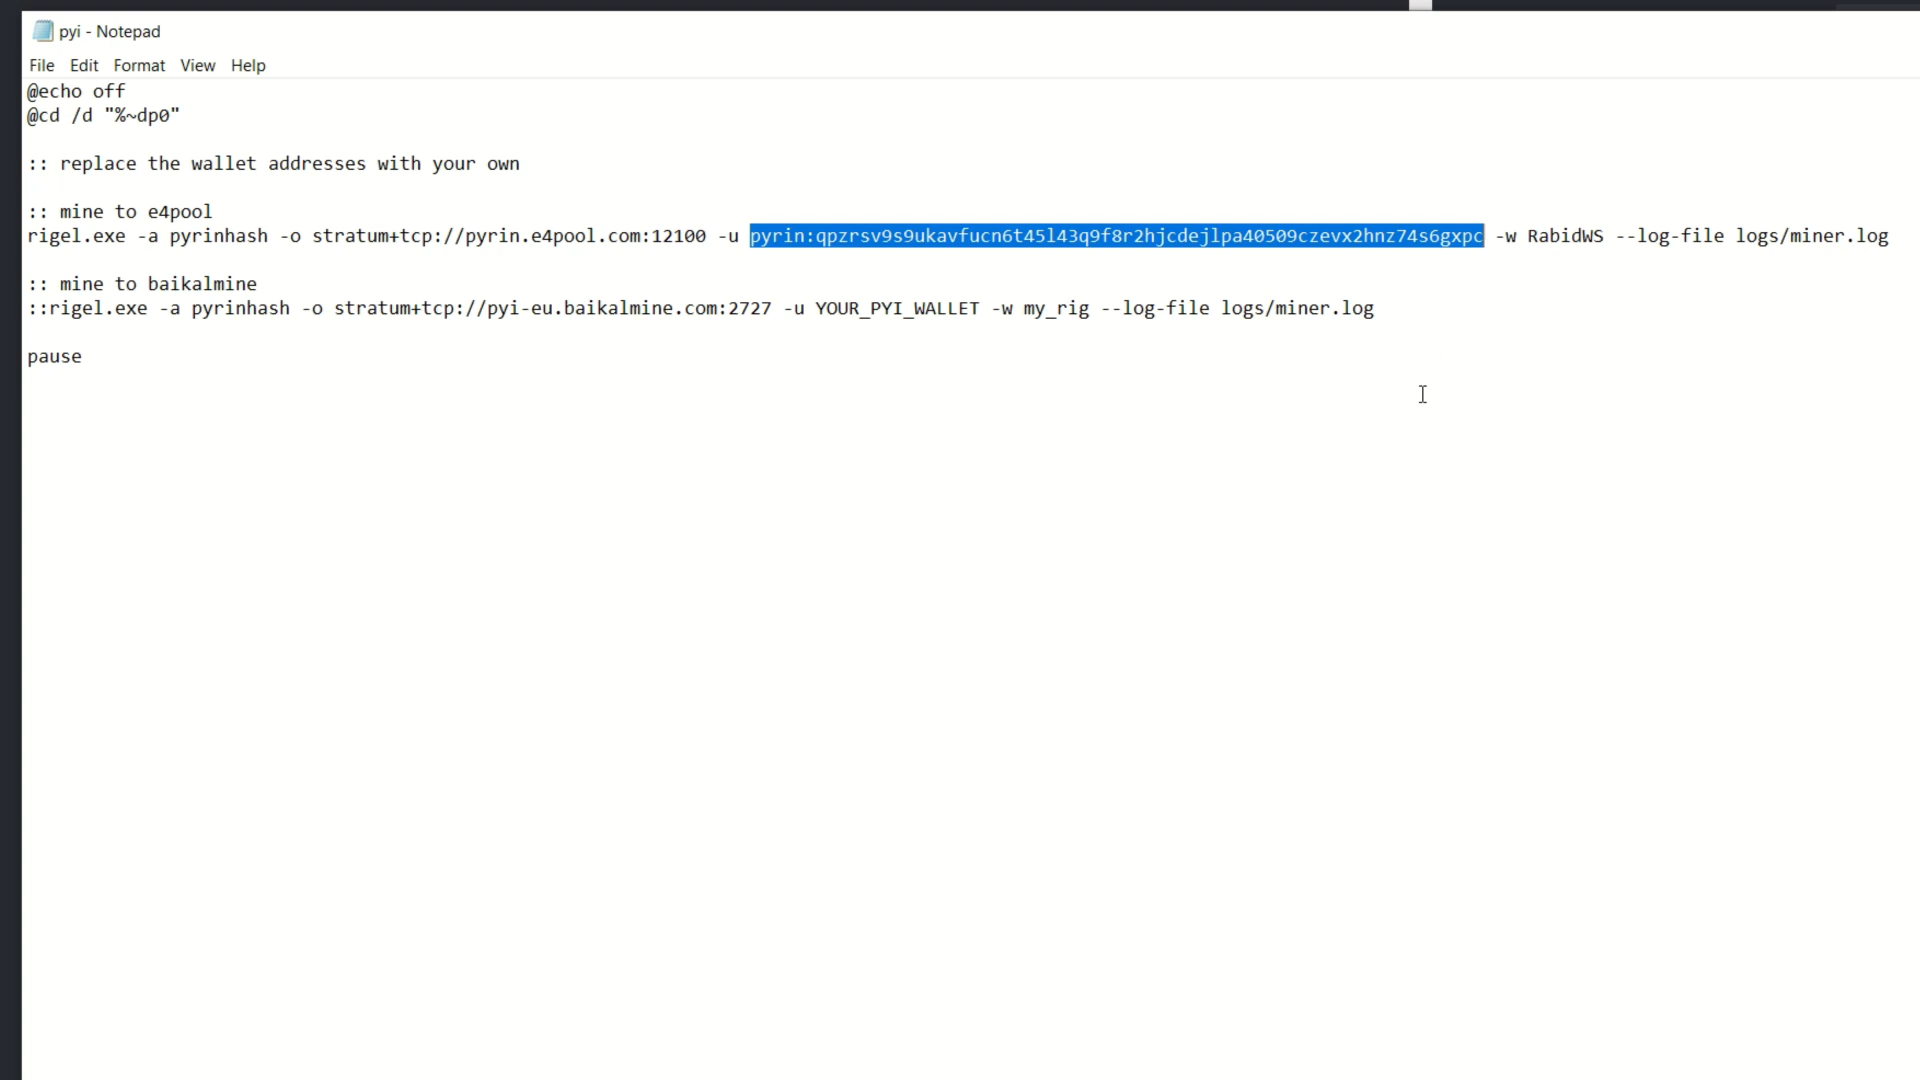 pyi - Notepad
File Edit Format View Help
@echo off
@cd /d "%~dp0"
:: replace the wallet addresses with your own
:: mine to e4pool
rigel.exe -a pyrinhash -o stratum+tcp://pyrin.e4pool.com:12100 -u pyrin:qpzrsv9s9ukavfucn6t45l43q9f8r2hjcdejlpa40509czevx2hnz74s6gxpc -w RabidWS --log-file logs/miner.log
:: mine to baikalmine
::rigel.exe -a pyrinhash -o stratum+tcp://pyi-eu.baikalmine.com:2727 -u YOUR_PYI_WALLET -w my_rig --log-file logs/miner.log
pause